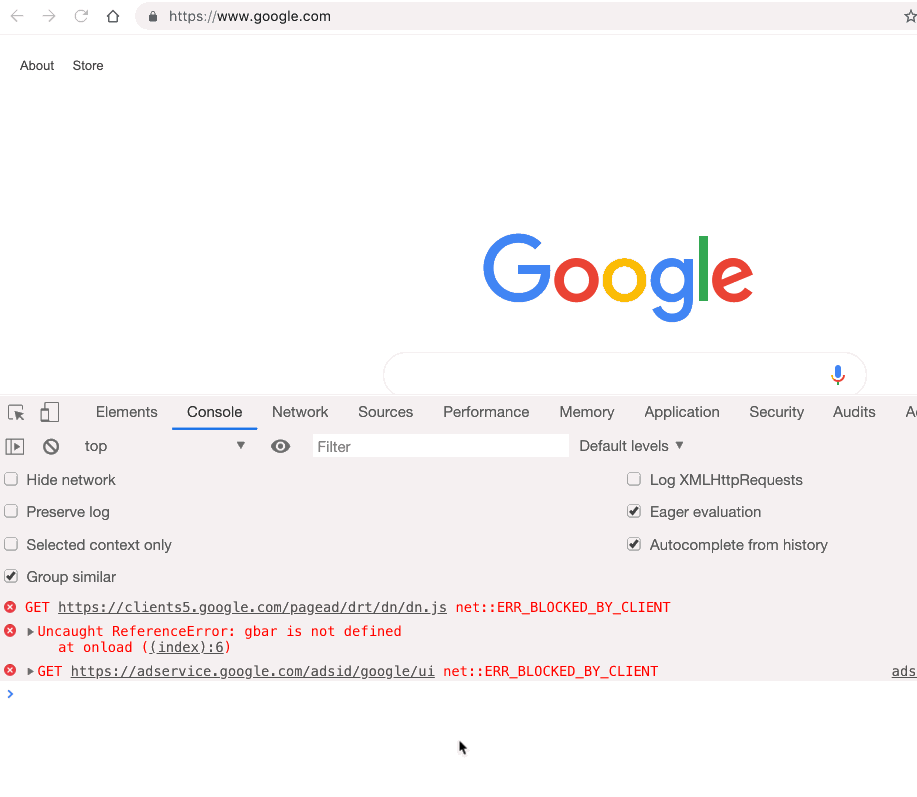 https://www.google.com
About Store
Google
Elements Console Network Sources Performance Memory Application Security Audits
top Filter Default levels
Hide network Log XMLHttpRequests
Preserve log Eager evaluation
Selected context only Autocomplete from history
Group similar
GET https://clients5.google.com/pagead/drt/dn/dn.js net::ERR_BLOCKED_BY_CLIENT
Uncaught ReferenceError: gbar is not defined
at onload ((index):6)
GET https://adservice.google.com/adsid/google/ui net::ERR_BLOCKED_BY_CLIENT ads